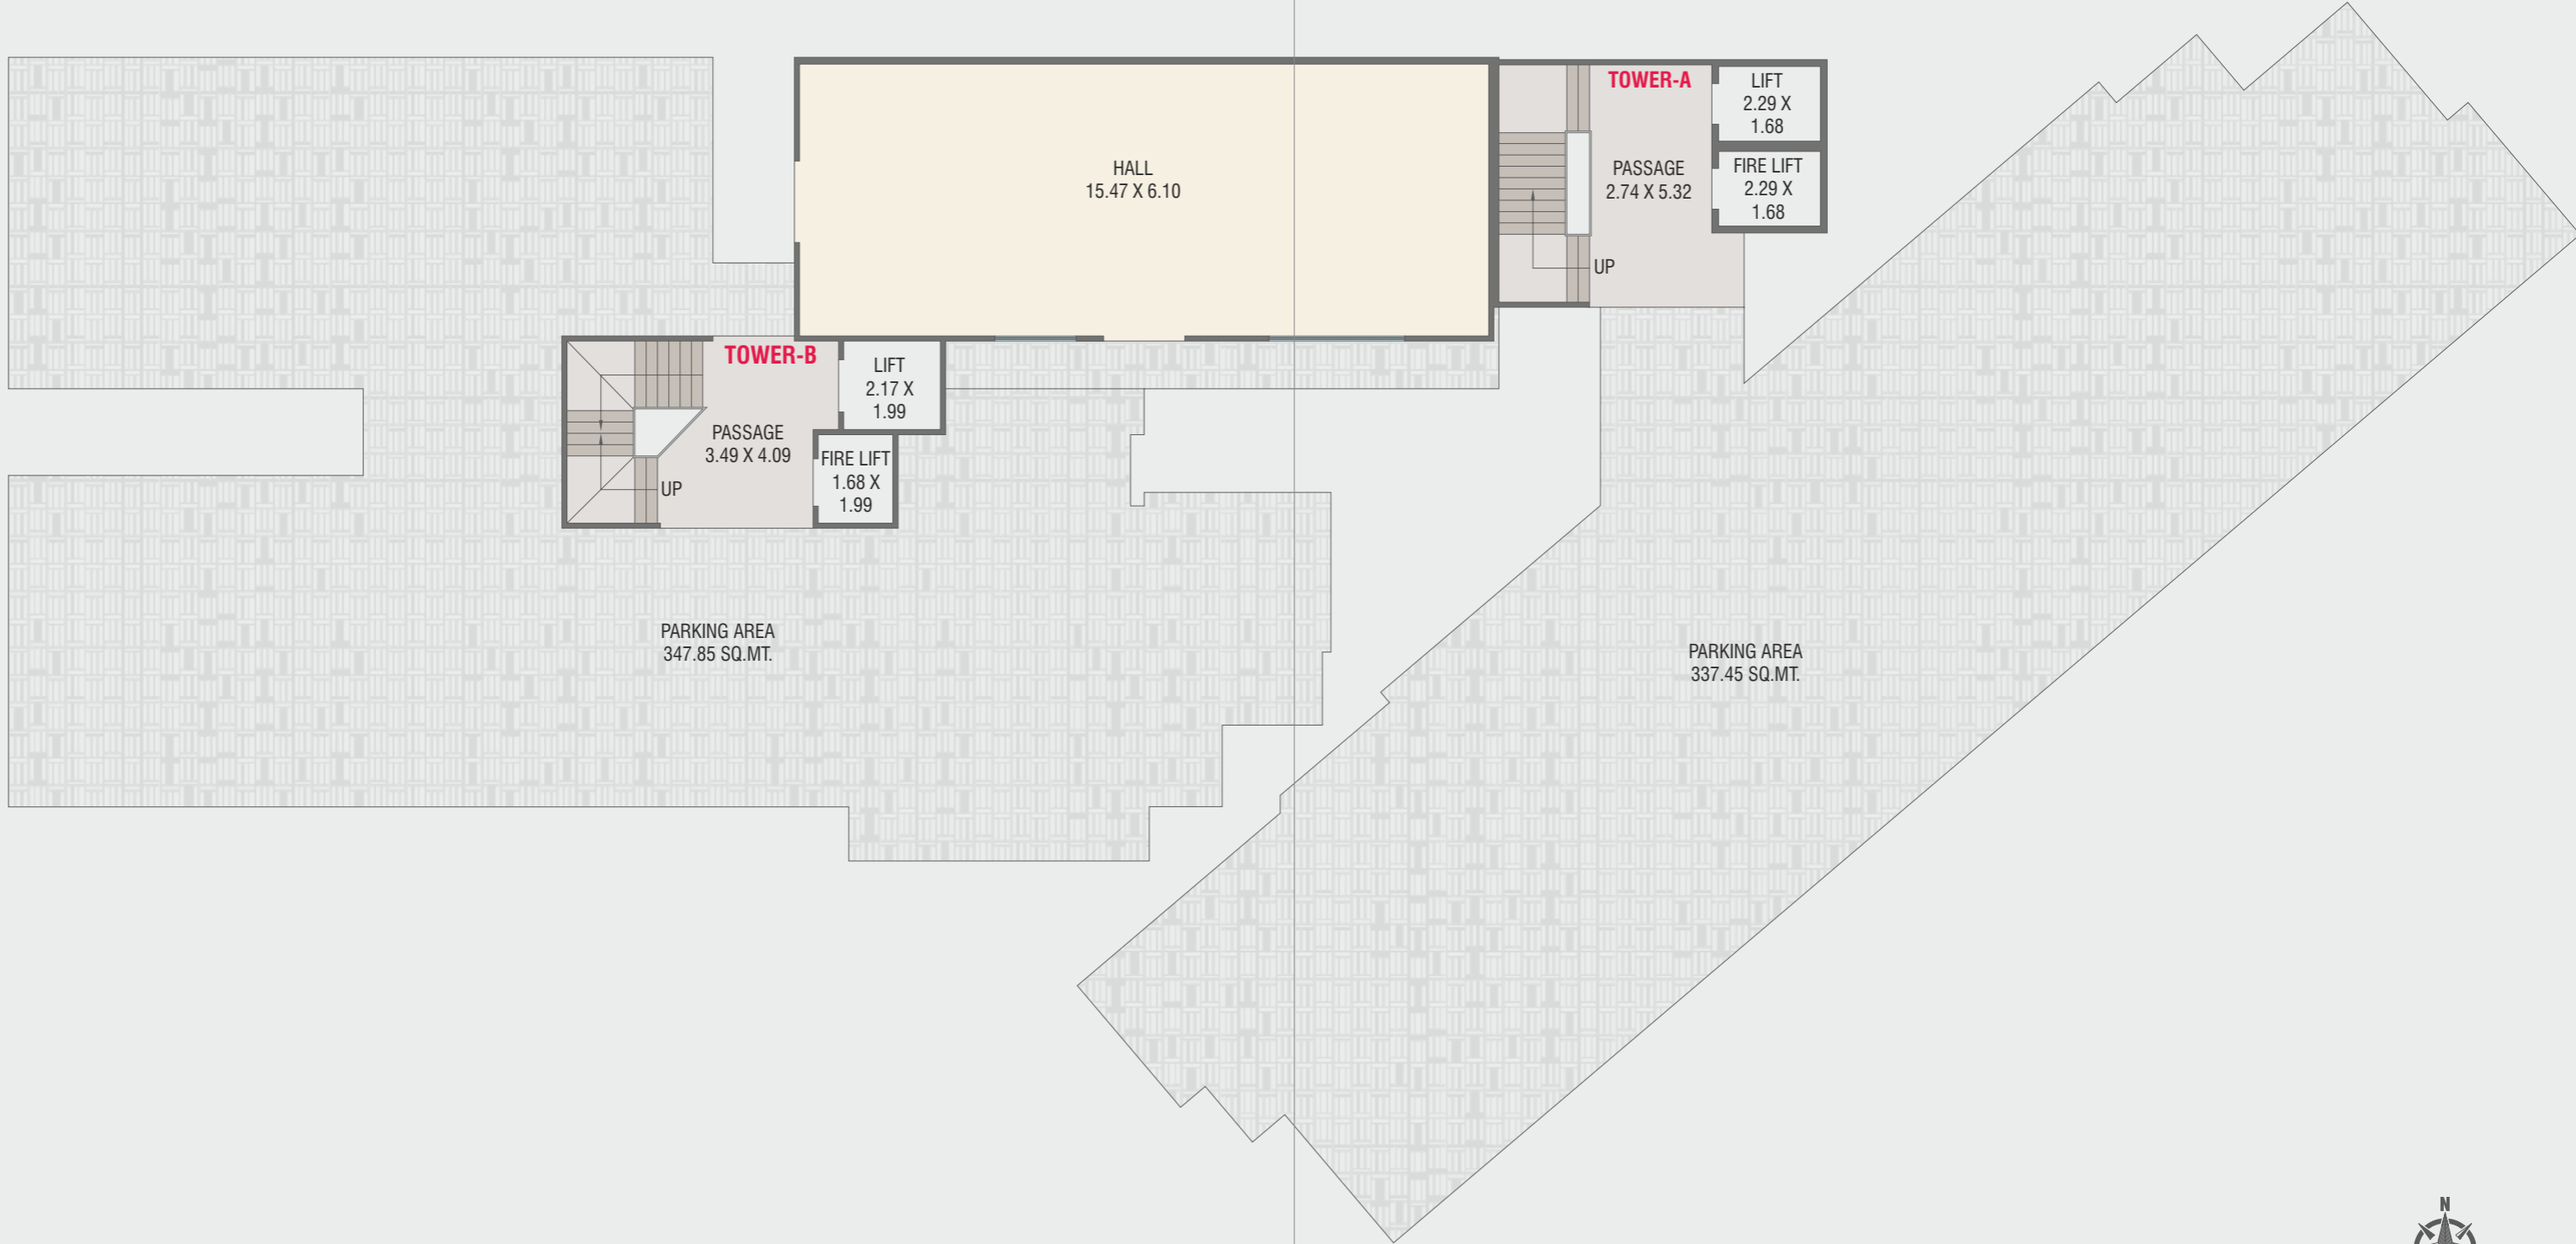 TOWER-A
LIFT
2.29 X
1.68
HALL
15.47 X 6.10
PASSAGE
2.74 X 5.32
FIRE LIFT
2.29 X
1.68
UP
TOWER-B
LIFT
2.17 X
1.99
PASSAGE
3.49 X 4.09
FIRE LIFT
1.68 X
1.99
UP
PARKING AREA
347.85 SQ.MT.
PARKING AREA
337.45 SQ.MT.
N